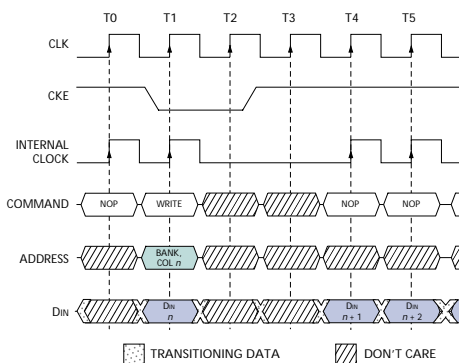 T0 T1 T2 T3 T4 T5
CLK
CKE
INTERNAL
CLOCK
COMMAND NOP WRITE NOP NOP
ADDRESS BANK,
COL n
DIN DIN
n DIN
n + 1 DIN
n + 2
TRANSITIONING DATA DON'T CARE